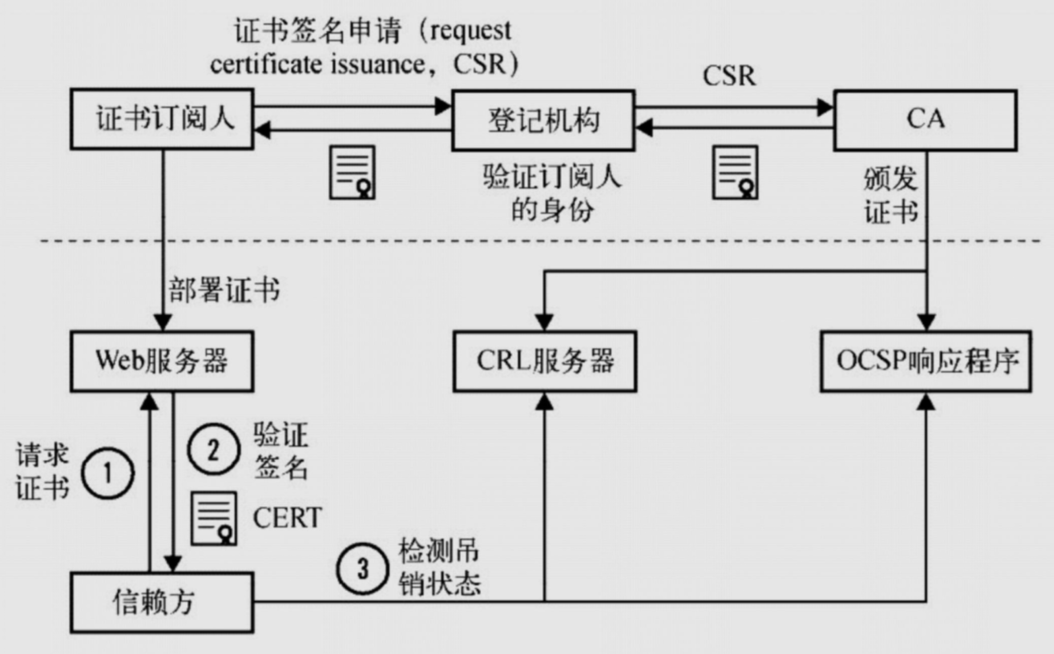 证书签名申请（request
certificate issuance，CSR）
CSR
证书订阅人
登记机构
CA
验证订阅人
的身份
颁发
证书
部署证书
Web服务器
CRL服务器
OCSP响应程序
请求
证书
1
2
验证
签名
CERT
3
检测吊
销状态
信赖方